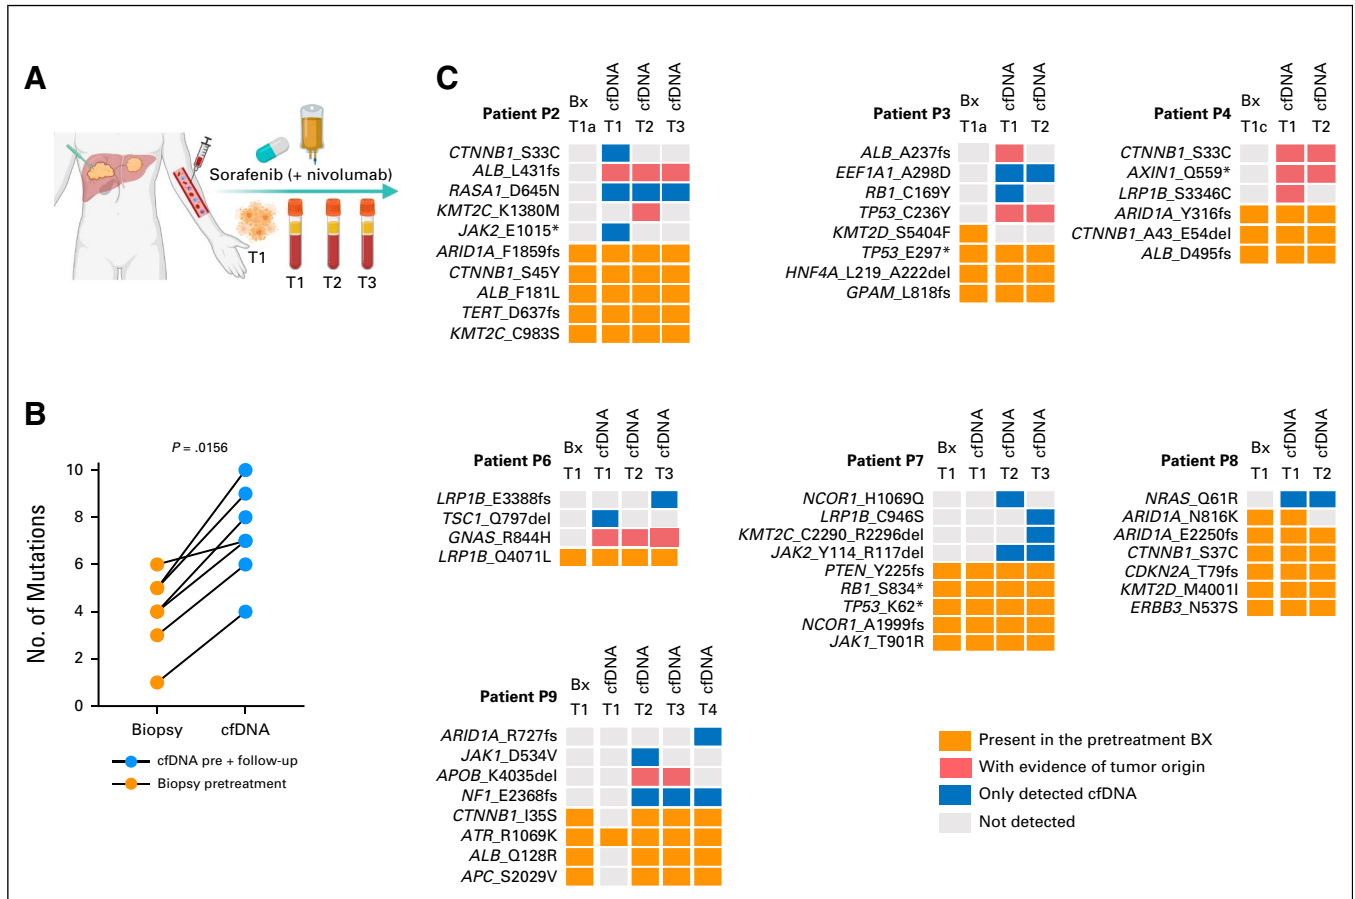 A
Sorafenib (+ nivolumab)
T1
T1 T2 T3
B
P = .0156
No. of Mutations
10
8
6
4
2
0
Biopsy cfDNA
cfDNA pre + follow-up
Biopsy pretreatment
C
Patient P2
Bx cfDNA cfDNA cfDNA
T1a T1 T2 T3
CTNNB1_S33C
ALB_L431fs
RASA1_D645N
KMT2C_K1380M
JAK2_E1015*
ARID1A_F1859fs
CTNNB1_S45Y
ALB_F181L
TERT_D637fs
KMT2C_C983S
Patient P3
Bx cfDNA cfDNA
T1a T1 T2
ALB_A237fs
EEF1A1_A298D
RB1_C169Y
TP53_C236Y
KMT2D_S5404F
TP53_E297*
HNF4A_L219_A222del
GPAM_L818fs
Patient P4
Bx cfDNA cfDNA
T1c T1 T2
CTNNB1_S33C
AXIN1_Q559*
LRP1B_S3346C
ARID1A_Y316fs
CTNNB1_A43_E54del
ALB_D495fs
Patient P6
Bx cfDNA cfDNA cfDNA
T1 T1 T2 T3
LRP1B_E3388fs
TSC1_Q797del
GNAS_R844H
LRP1B_Q4071L
Patient P7
Bx cfDNA cfDNA cfDNA
T1 T1 T2 T3
NCOR1_H1069Q
LRP1B_C946S
KMT2C_C2290_R2296del
JAK2_Y114_R117del
PTEN_Y225fs
RB1_S834*
TP53_K62*
NCOR1_A1999fs
JAK1_T901R
Patient P8
Bx cfDNA cfDNA
T1 T1 T2
NRAS_Q61R
ARID1A_N816K
ARID1A_E2250fs
CTNNB1_S37C
CDKN2A_T79fs
KMT2D_M4001I
ERBB3_N537S
Patient P9
Bx cfDNA cfDNA cfDNA cfDNA
T1 T1 T2 T3 T4
ARID1A_R727fs
JAK1_D534V
APOB_K4035del
NF1_E2368fs
CTNNB1_I35S
ATR_R1069K
ALB_Q128R
APC_S2029V
Present in the pretreatment BX
With evidence of tumor origin
Only detected cfDNA
Not detected